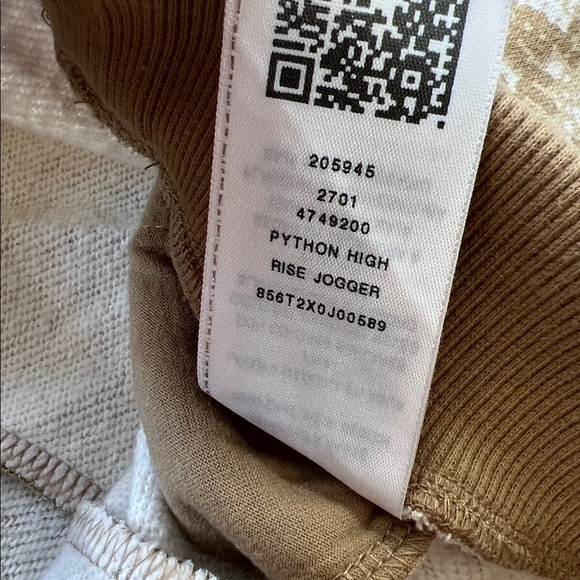 205945
2701
4749200
PYTHON HIGH
RISE JOGGER
856T2X0J00589